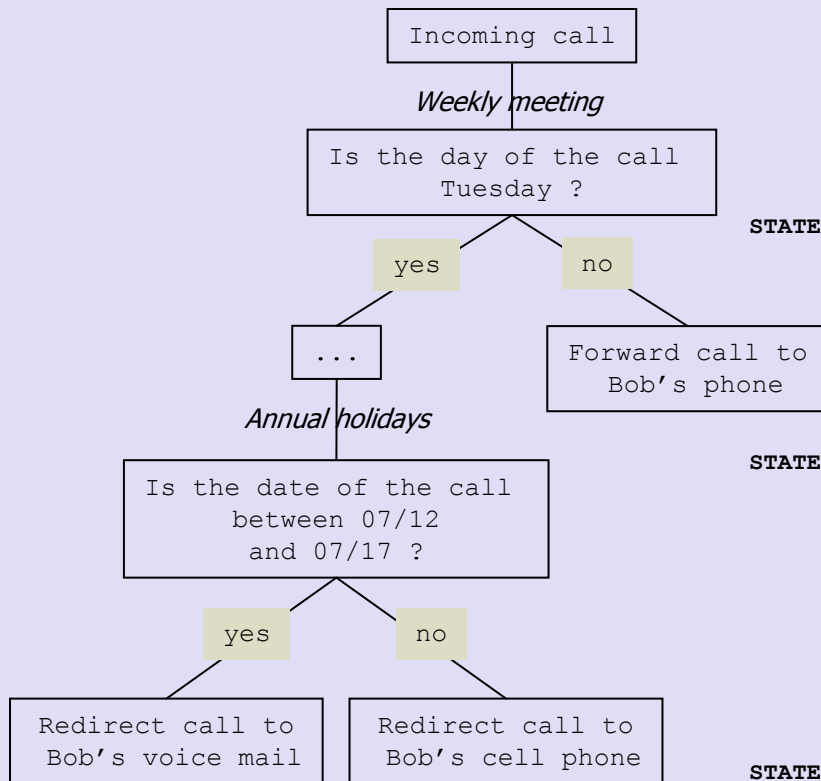 Incoming call
Weekly meeting
Is the day of the call
Tuesday ?
STATE
yes
no
...
Forward call to
Bob's phone
Annual holidays
STATE
Is the date of the call
between 07/12
and 07/17 ?
yes
no
Redirect call to
Bob's voice mail
Redirect call to
Bob's cell phone
STATE